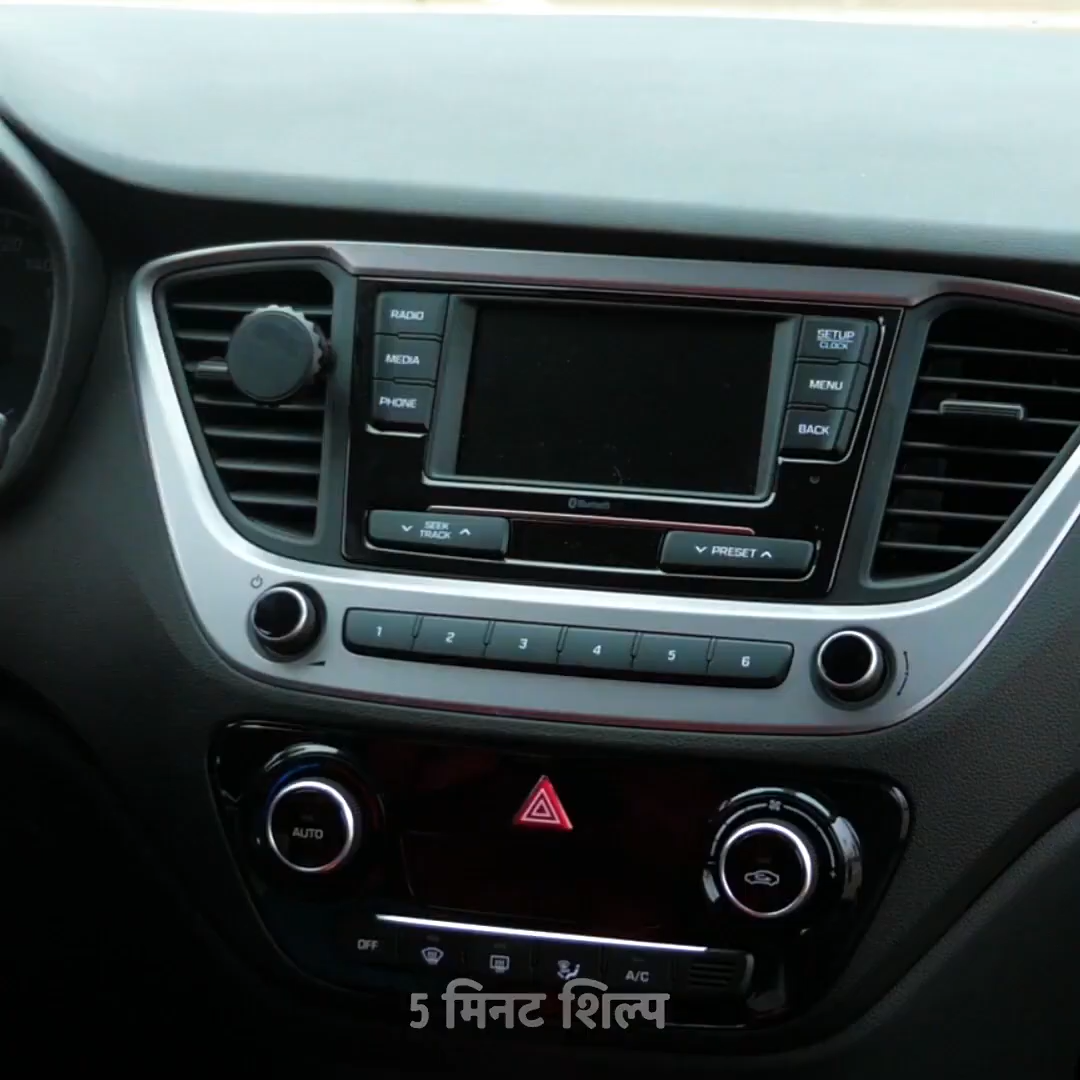 RADIO
MEDIA
PHONE
SETUP
CLOCK
MENU
BACK
Bluetooth
SEEK
TRACK
PRESET
1 2 3 4 5 6
AUTO
OFF
A/C
5 मिनट शिल्प